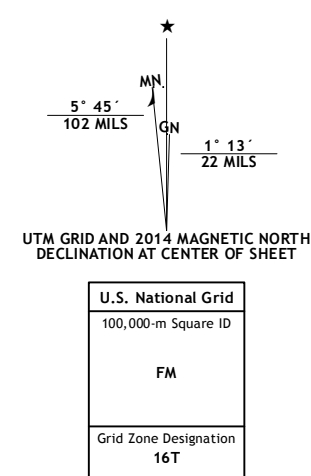 ★
MN.
GN
5° 45´
102 MILS
1° 13´
22 MILS
UTM GRID AND 2014 MAGNETIC NORTH
DECLINATION AT CENTER OF SHEET
U.S. National Grid
100,000-m Square ID
FM
Grid Zone Designation
16T